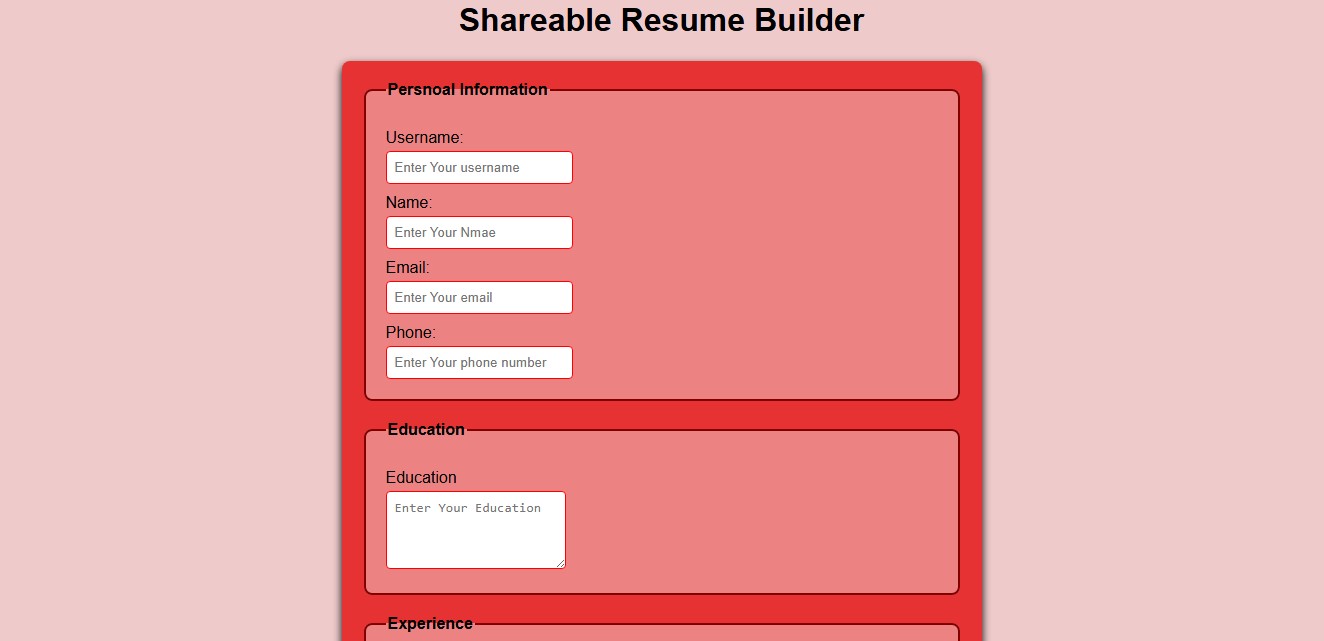 Shareable Resume Builder
Persnoal Information
Username:
Enter Your username
Name:
Enter Your Nmae
Email:
Enter Your email
Phone:
Enter Your phone number
Education
Education
Enter Your Education
Experience